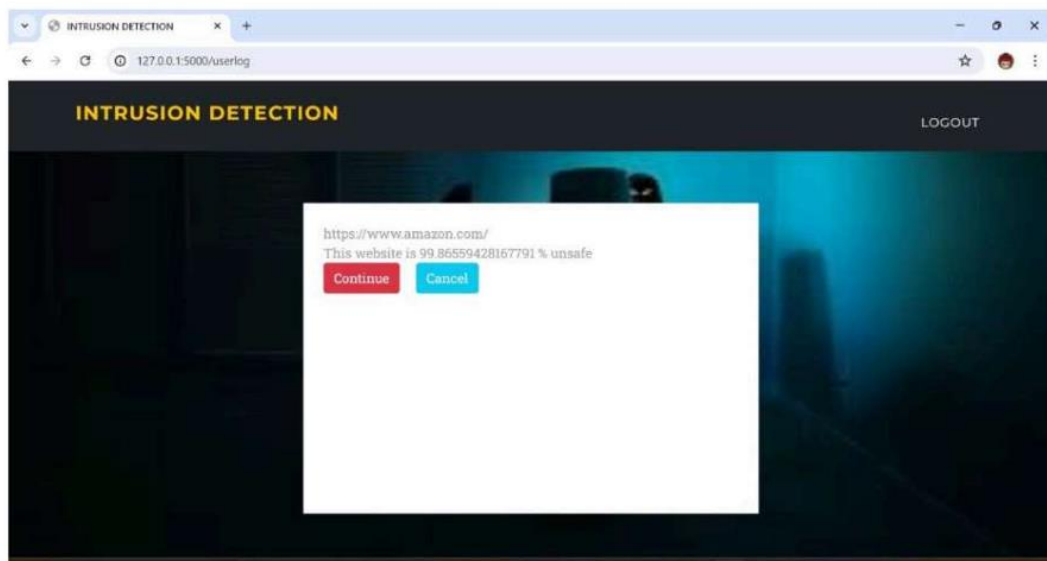 INTRUSION DETECTION
127.0.0.1:5000/userlog
INTRUSION DETECTION
LOGOUT
https://www.amazon.com/
This website is 99.86559428167791 % unsafe
Continue Cancel